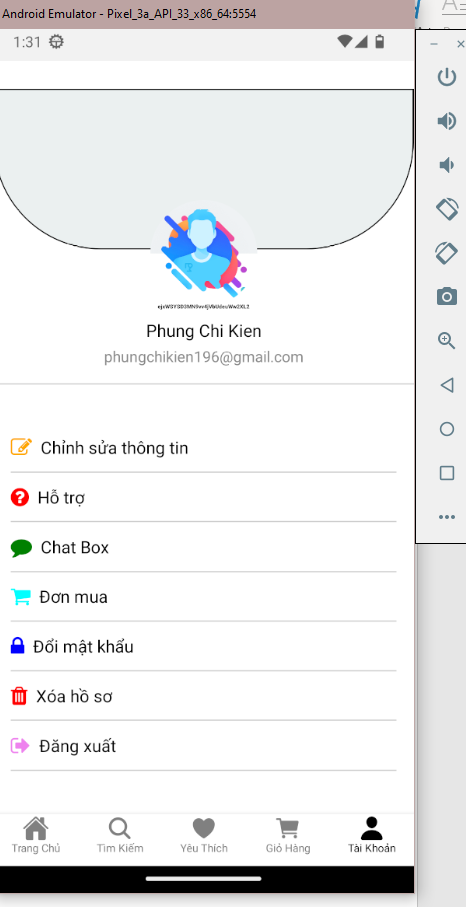 Android Emulator - Pixel_3a_API_33_x86_64:5554
1:31
Phung Chi Kien
phungchikien196@gmail.com
Chỉnh sửa thông tin
Hỗ trợ
Chat Box
Đơn mua
Đổi mật khẩu
Xóa hồ sơ
Đăng xuất
Trang Chủ
Tìm Kiếm
Yêu Thích
Giỏ Hàng
Tài Khoản